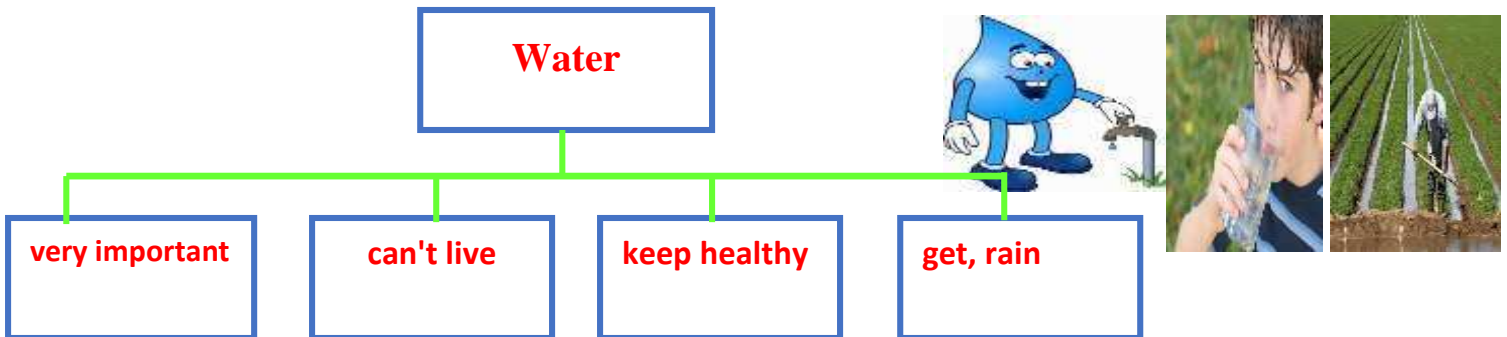 Water
very important
can't live
keep healthy
get, rain